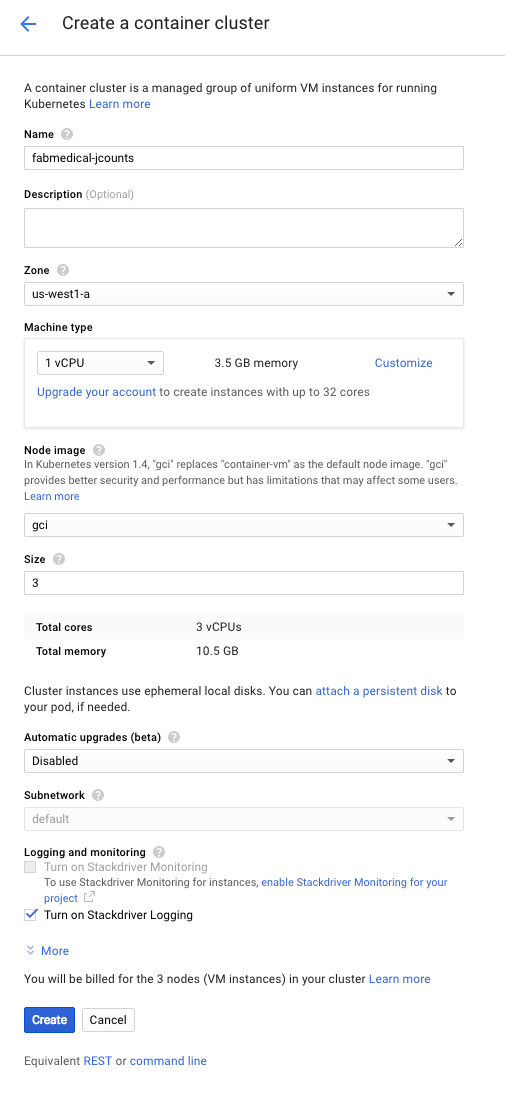 Create a container cluster
A container cluster is a managed group of uniform VM instances for running
Kubernetes Learn more
Name ?
fabmedical-jcounts
Description (Optional)
Zone ?
us-west1-a
Machine type
1 vCPU 3.5 GB memory Customize
Upgrade your account to create instances with up to 32 cores
Node image ?
In Kubernetes version 1.4, "gci" replaces "container-vm" as the default node image. "gci"
provides better security and performance but has limitations that may affect some users.
Learn more
gci
Size ?
3
Total cores 3 vCPUs
Total memory 10.5 GB
Cluster instances use ephemeral local disks. You can attach a persistent disk to
your pod, if needed.
Automatic upgrades (beta) ?
Disabled
Subnetwork ?
default
Logging and monitoring ?
Turn on Stackdriver Monitoring
To use Stackdriver Monitoring for instances, enable Stackdriver Monitoring for your
project
Turn on Stackdriver Logging
More
You will be billed for the 3 nodes (VM instances) in your cluster Learn more
Create Cancel
Equivalent REST or command line